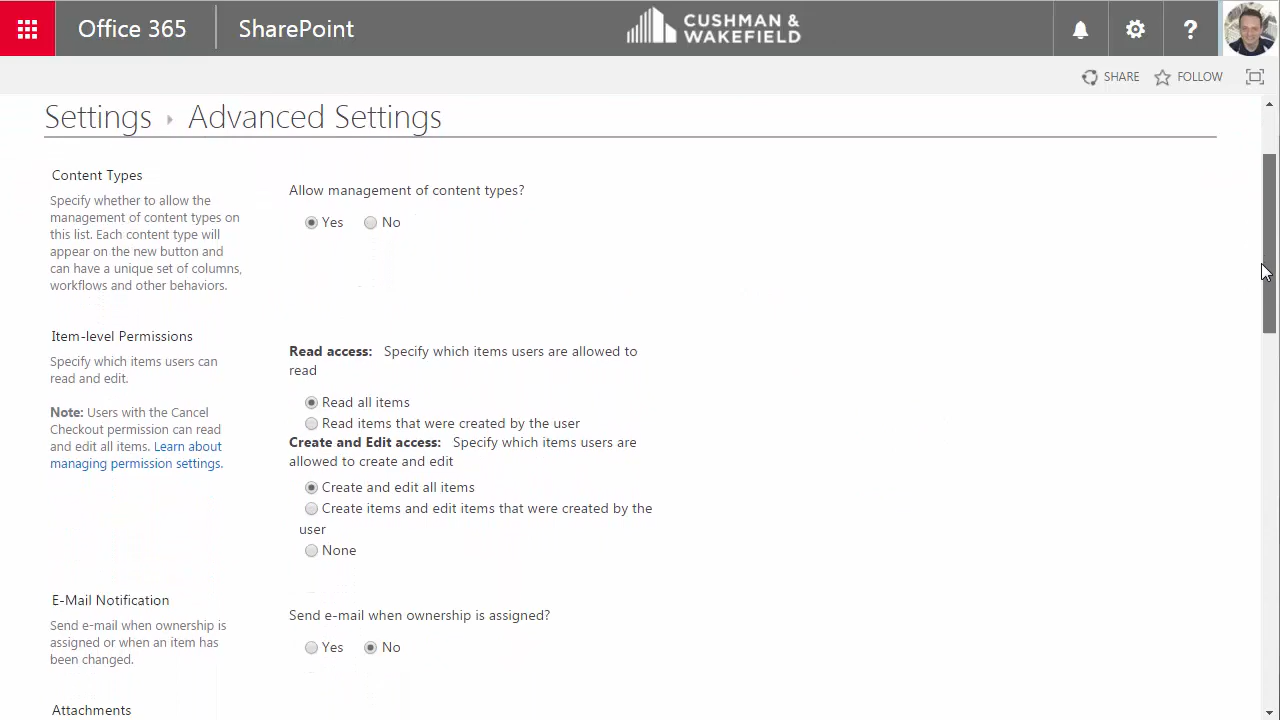 Office 365
SharePoint
CUSHMAN &
WAKEFIELD
?
SHARE
FOLLOW
Settings
Advanced Settings
Content Types
Specify whether to allow the
management of content types on
this list. Each content type will
appear on the new button and
can have a unique set of columns,
workflows and other behaviors.
Allow management of content types?
Yes No
Item-level Permissions
Specify which items users can
read and edit.
Note: Users with the Cancel
Checkout permission can read
and edit all items. Learn about
managing permission settings.
Read access: Specify which items users are allowed to
read
Read all items
Read items that were created by the user
Create and Edit access: Specify which items users are
allowed to create and edit
Create and edit all items
Create items and edit items that were created by the
user
None
E-Mail Notification
Send e-mail when ownership is
assigned or when an item has
been changed.
Send e-mail when ownership is assigned?
Yes No
Attachments